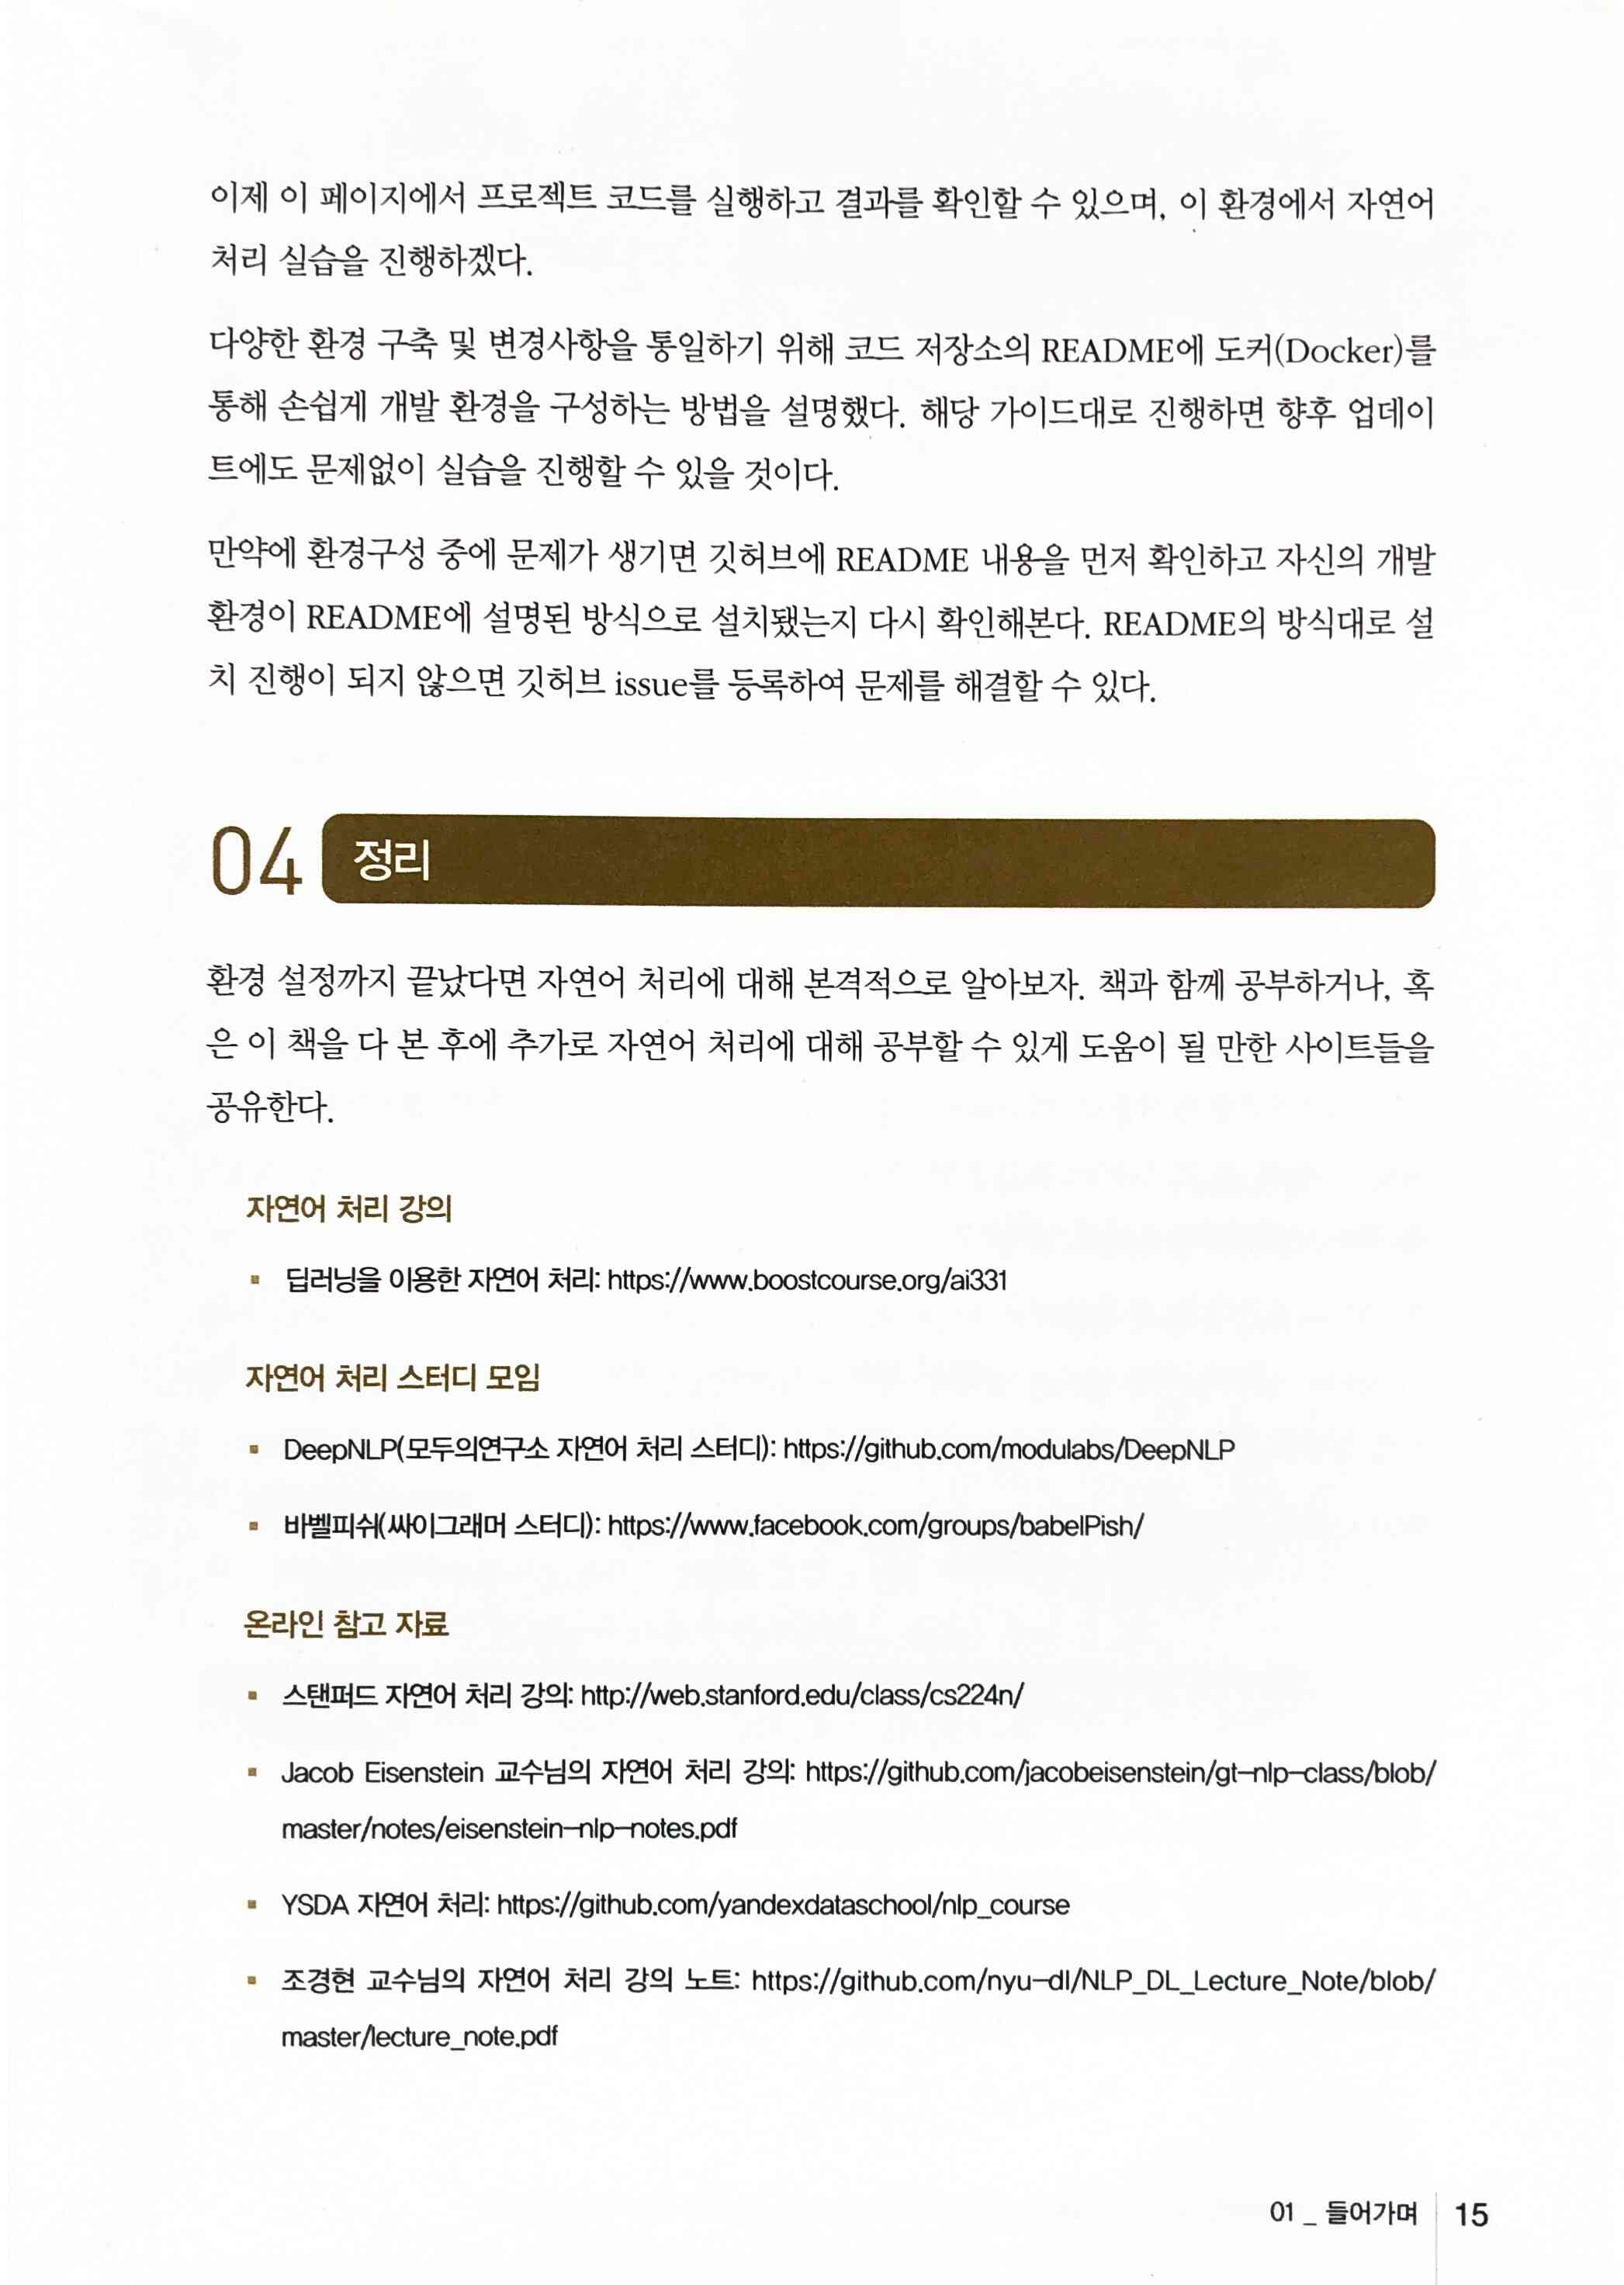 이제 이 페이지에서 프로젝트 코드를 실행하고 결과를 확인할 수 있으며, 이 환경에서 자연어
처리 실습을 진행하겠다.
다양한 환경 구축 및 변경사항을 통일하기 위해 코드 저장소의 README에 도커(Docker)를
통해 손쉽게 개발 환경을 구성하는 방법을 설명했다. 해당 가이드대로 진행하면 향후 업데이
트에도 문제없이 실습을 진행할 수 있을 것이다.
만약에 환경구성 중에 문제가 생기면 깃허브에 README 내용을 먼저 확인하고 자신의 개발
환경이 README에 설명된 방식으로 설치됐는지 다시 확인해본다. README의 방식대로 설
치 진행이 되지 않으면 깃허브 issue를 등록하여 문제를 해결할 수 있다.
04 정리
환경 설정까지 끝났다면 자연어 처리에 대해 본격적으로 알아보자. 책과 함께 공부하거나, 혹
은 이 책을 다 본 후에 추가로 자연어 처리에 대해 공부할 수 있게 도움이 될 만한 사이트들을
공유한다.
자연어 처리 강의
▪ 딥러닝을 이용한 자연어 처리: https://www.boostcourse.org/ai331
자연어 처리 스터디 모임
▪ DeepNLP(모두의연구소 자연어 처리 스터디): https://github.com/modulabs/DeepNLP
▪ 바벨피쉬(싸이그래머 스터디): https://www.facebook.com/groups/babelPish/
온라인 참고 자료
▪ 스탠퍼드 자연어 처리 강의: http://web.stanford.edu/class/cs224n/
▪ Jacob Eisenstein 교수님의 자연어 처리 강의: https://github.com/jacobeisenstein/gt-nlp-class/blob/
master/notes/eisenstein-nlp-notes.pdf
▪ YSDA 자연어 처리: https://github.com/yandexdataschool/nlp_course
▪ 조경현 교수님의 자연어 처리 강의 노트: https://github.com/nyu-dl/NLP_DL_Lecture_Note/blob/
master/lecture_note.pdf
01 _ 들어가며 15